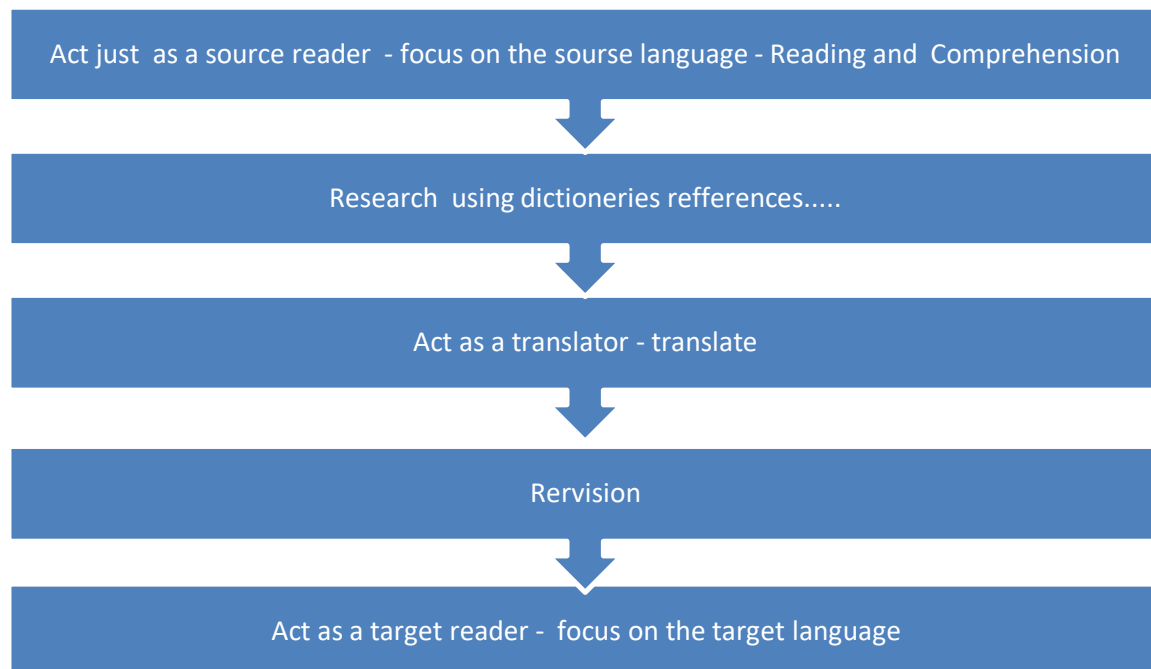 Act just  as a source reader  - focus on the sourse language - Reading and  Comprehension
Research  using dictioneries refferences.....
Act as a translator - translate
Rervision
Act as a target reader -  focus on the target language